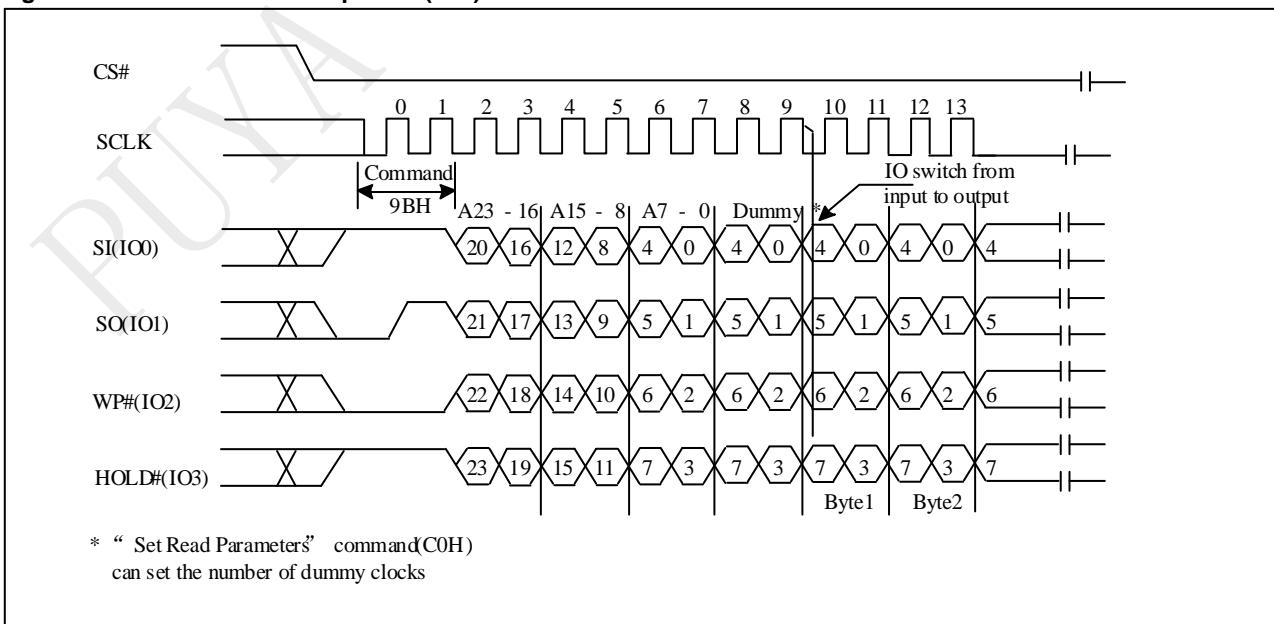 PUYA
CS#
0 1 2 3 4 5 6 7 8 9 10 11 12 13
SCLK
Command
9BH
IO switch from
input to output
A23 - 16 A15 - 8 A7 - 0 Dummy *
SI(IO0) 20 16 12 8 4 0 4 0 4 0 4 0 4
SO(IO1) 21 17 13 9 5 1 5 1 5 1 5 1 5
WP#(IO2) 22 18 14 10 6 2 6 2 6 2 6 2 6
HOLD#(IO3) 23 19 15 11 7 3 7 3 7 3 7 3 7
Byte1 Byte2
* “ Set Read Parameters” command(C0H)
can set the number of dummy clocks